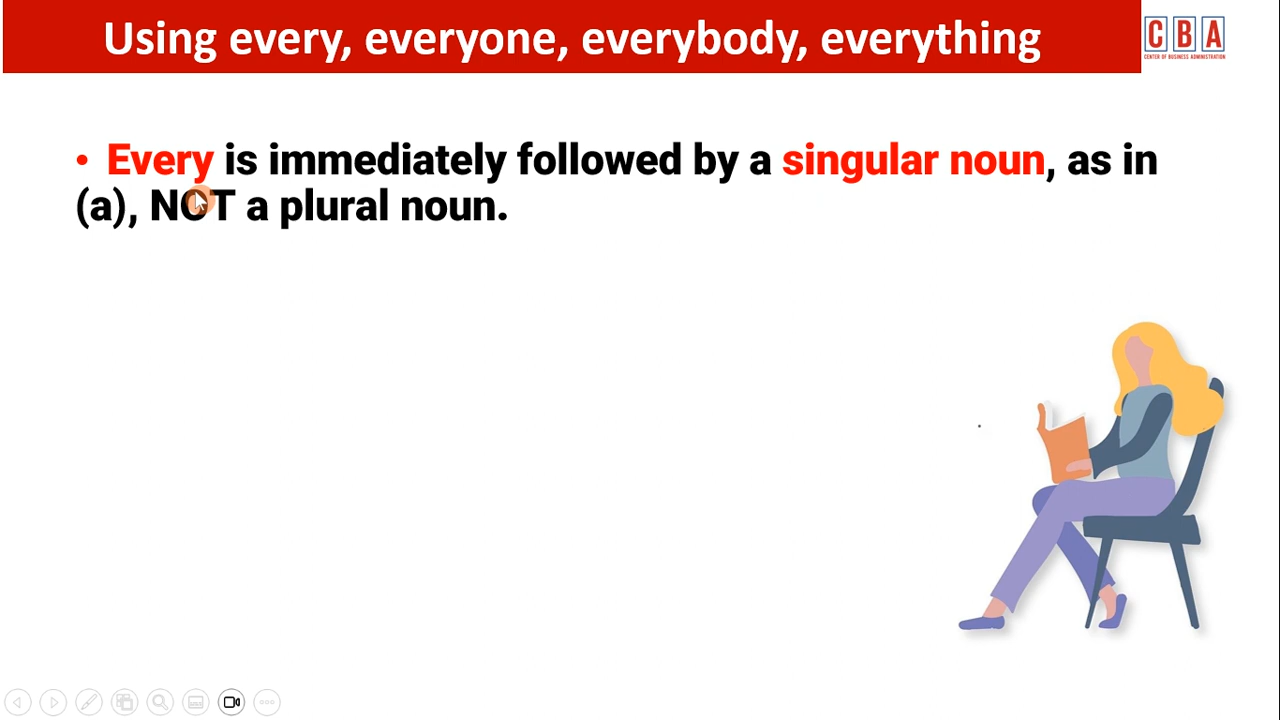 Using every, everyone, everybody, everything
CBA
CENTER OF BUSINESS ADMINISTRATION
• Every is immediately followed by a singular noun, as in
(a), NOT a plural noun.